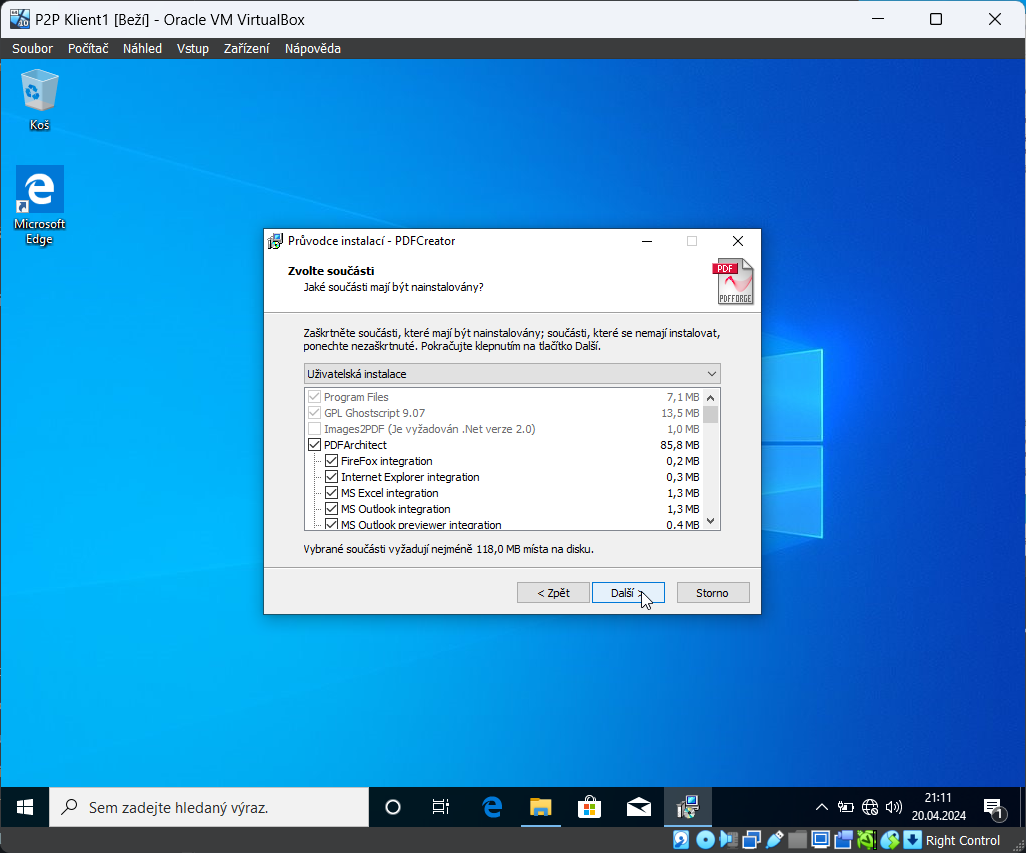 P2P Klient1 [Beží] - Oracle VM VirtualBox
Soubor Počítač Náhled Vstup Zařízení Nápověda
Koš
Microsoft
Edge
Průvodce instalací - PDFCreator
Zvolte součásti
Jaké součásti mají být nainstalovány?
PDF
PDFFORGE
Zaškrtněte součásti, které mají být nainstalovány; součásti, které se nemají instalovat,
ponechte nezaškrtnuté. Pokračujte klepnutím na tlačítko Další.
Uživatelská instalace
Program Files 7,1 MB
GPL Ghostscript 9.07 13,5 MB
Images2PDF (Je vyžadován .Net verze 2.0) 1,0 MB
PDFArchitect 85,8 MB
FireFox integration 0,2 MB
Internet Explorer integration 0,3 MB
MS Excel integration 1,3 MB
MS Outlook integration 1,3 MB
MS Outlook previewer integration 0,4 MB
Vybrané součásti vyžadují nejméně 118,0 MB místa na disku.
< Zpět Další > Storno
Sem zadejte hledaný výraz.
21:11
20.04.2024
1
Right Control